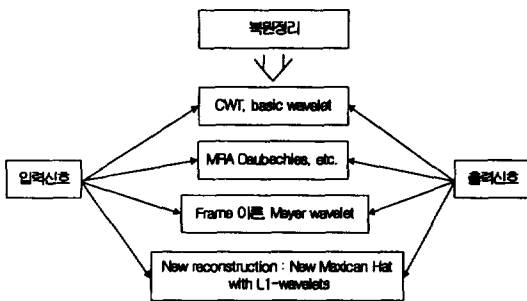 복원정리
CWT, basic wavelet
MRA Daubechies, etc.
입력신호
출력신호
Frame 이론 Meyer wavelet
New reconstruction : New Maxican Hat
with L1-wavelets